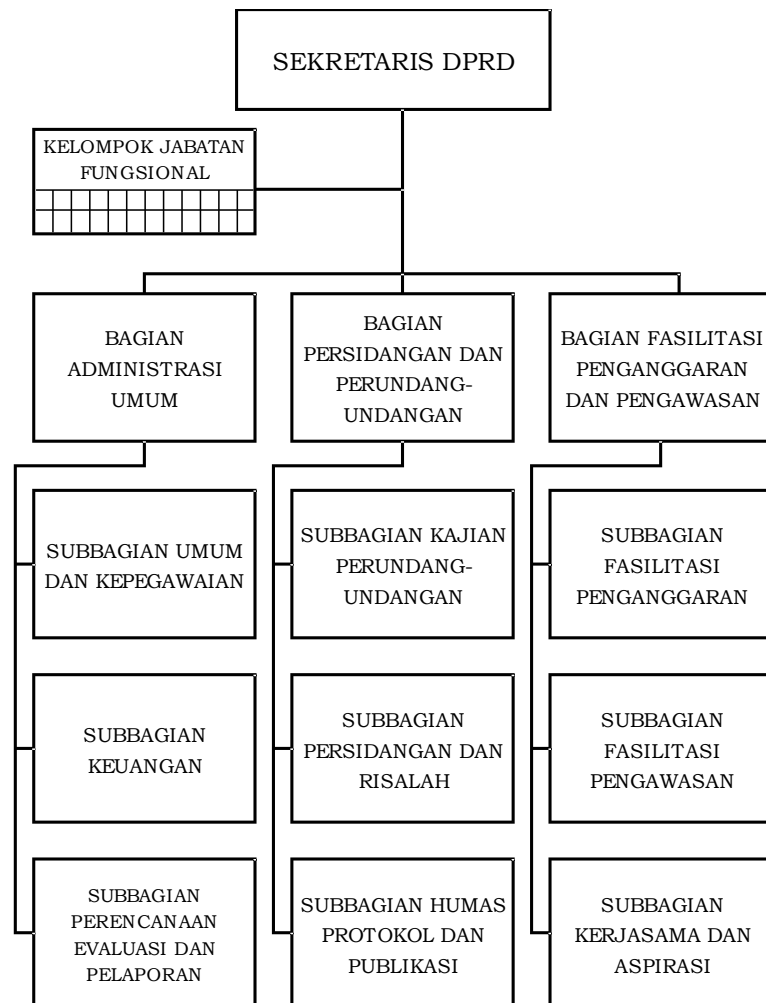 SEKRETARIS DPRD
KELOMPOK JABATAN
FUNGSIONAL
BAGIAN
ADMINISTRASI
UMUM
BAGIAN
PERSIDANGAN DAN
PERUNDANG-
UNDANGAN
BAGIAN FASILITASI
PENGANGGARAN
DAN PENGAWASAN
SUBBAGIAN UMUM
DAN KEPEGAWAIAN
SUBBAGIAN KAJIAN
PERUNDANG-
UNDANGAN
SUBBAGIAN
FASILITASI
PENGANGGARAN
SUBBAGIAN
KEUANGAN
SUBBAGIAN
PERSIDANGAN DAN
RISALAH
SUBBAGIAN
FASILITASI
PENGAWASAN
SUBBAGIAN
PERENCANAAN
EVALUASI DAN
PELAPORAN
SUBBAGIAN HUMAS
PROTOKOL DAN
PUBLIKASI
SUBBAGIAN
KERJASAMA DAN
ASPIRASI